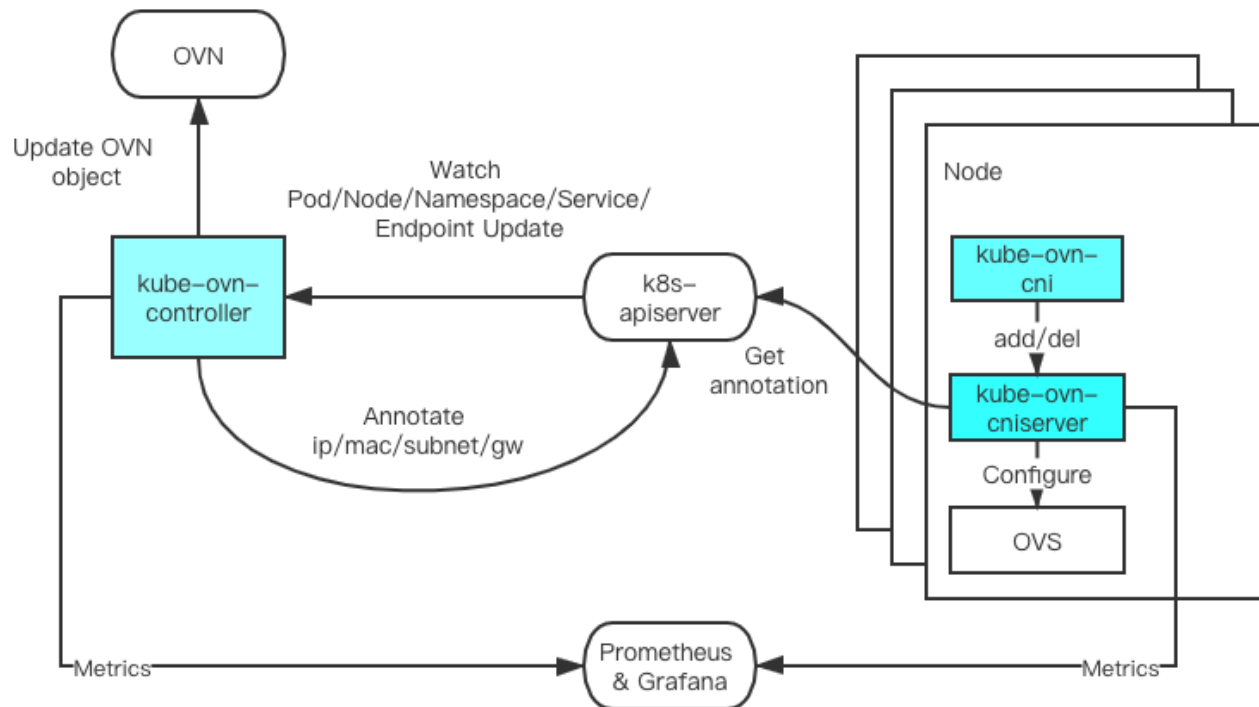 OVN
Update OVN
object
Watch
Pod/Node/Namespace/Service/
Endpoint Update
Node
kube-ovn-
controller
k8s-
apiserver
kube-ovn-
cni
add/del
Get
annotation
kube-ovn-
cniserver
Annotate
ip/mac/subnet/gw
Configure
OVS
Metrics
Prometheus
& Grafana
Metrics